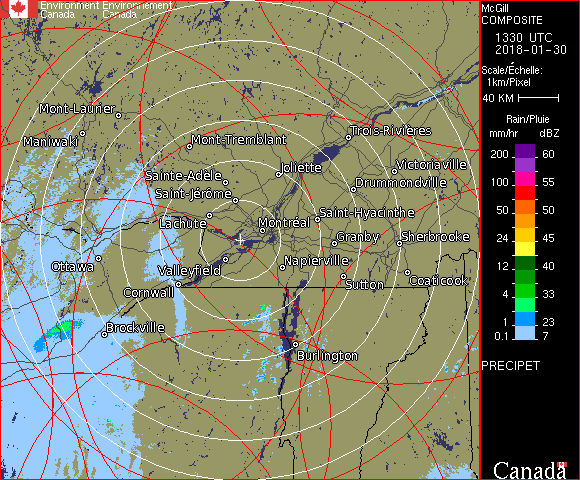 Environment Environnement
Canada Canada
McGill
COMPOSITE
1330 UTC
2018-01-30
Scale/Échelle:
1km/Pixel
40 KM
Rain/Pluie
mm/hr dBZ
200 60
100 55
50 50
24 45
12 40
4 33
1 23
0.1 7
PRECIPET
Canada
Mont-Laurier
Maniwaki
Mont-Tremblant
Trois-Rivières
Sainte-Adèle
Joliette
Victoriaville
Saint-Jérôme
Drummondville
Lachute
Montréal
Saint-Hyacinthe
Granby
Sherbrooke
Ottawa
Valleyfield
Napierville
Cornwall
Sutton
Coaticook
Brockville
Burlington